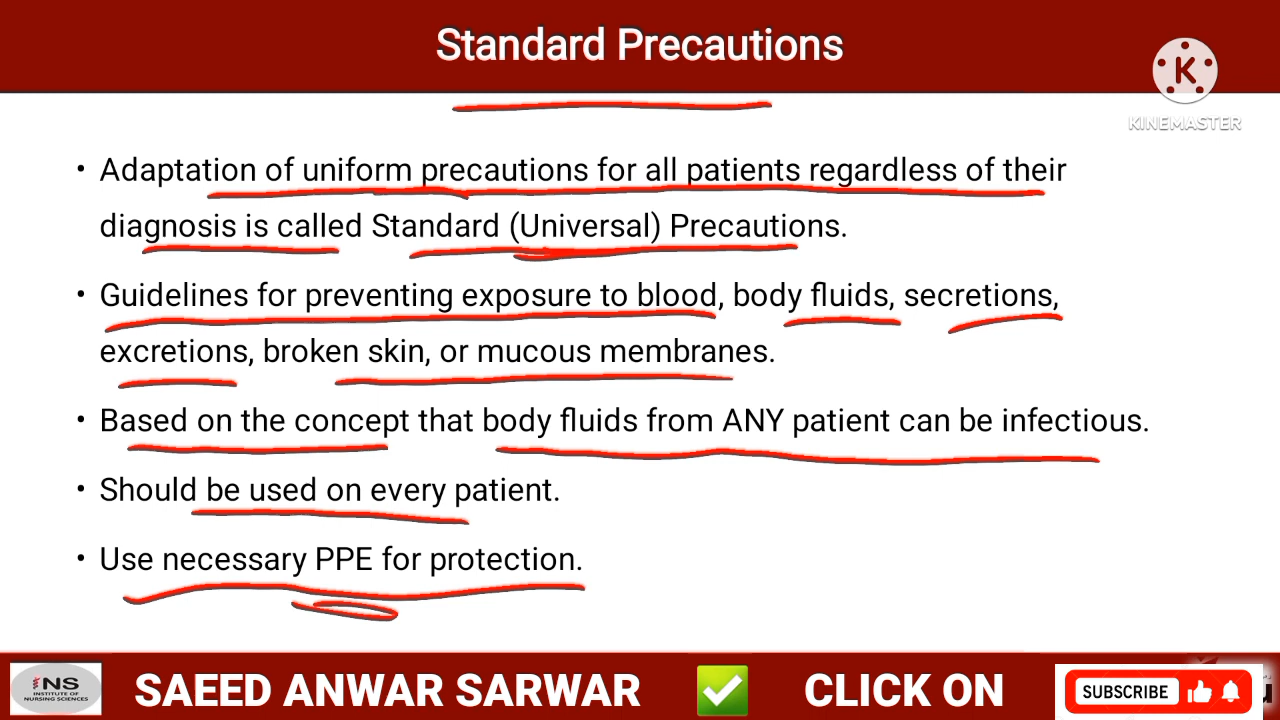 Standard Precautions
KINEMASTER
• Adaptation of uniform precautions for all patients regardless of their
diagnosis is called Standard (Universal) Precautions.
• Guidelines for preventing exposure to blood, body fluids, secretions,
excretions, broken skin, or mucous membranes.
• Based on the concept that body fluids from ANY patient can be infectious.
• Should be used on every patient.
• Use necessary PPE for protection.
INS
INSTITUTE OF
NURSING SCIENCES
SAEED ANWAR SARWAR ✅ CLICK ON
SUBSCRIBE